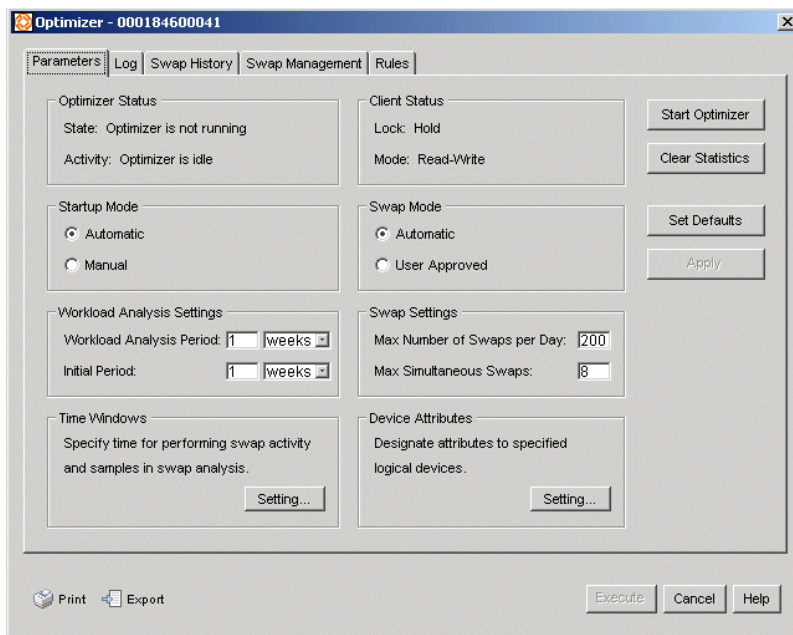 Optimizer - 000184600041
Parameters Log Swap History Swap Management Rules
Optimizer Status
State: Optimizer is not running
Activity: Optimizer is idle
Client Status
Lock: Hold
Mode: Read-Write
Start Optimizer
Clear Statistics
Startup Mode
Automatic
Manual
Swap Mode
Automatic
User Approved
Set Defaults
Apply
Workload Analysis Settings
Workload Analysis Period: 1 weeks
Initial Period: 1 weeks
Swap Settings
Max Number of Swaps per Day: 200
Max Simultaneous Swaps: 8
Time Windows
Specify time for performing swap activity
and samples in swap analysis.
Setting...
Device Attributes
Designate attributes to specified
logical devices.
Setting...
Print Export Execute Cancel Help